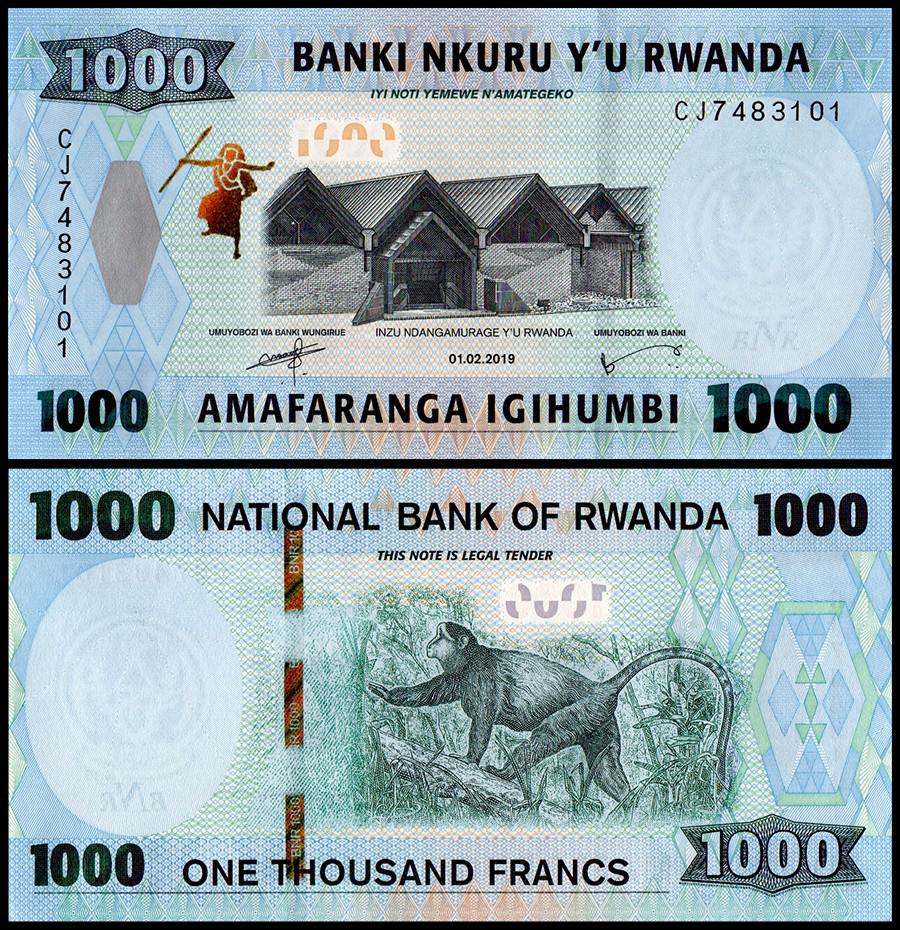 1000
BANKI NKURU Y'U RWANDA
IYI NOTI YEMEWE N'AMATEGEKO
CJ7483101
CJ7483101
UMUYOBOZI WA BANKI WUNGIRIJE
INZU NDANGAMURAGE Y'U RWANDA
UMUYOBOZI WA BANKI
01.02.2019
BNR
1000
AMAFARANGA IGIHUMBI
1000
1000
NATIONAL BANK OF RWANDA
1000
THIS NOTE IS LEGAL TENDER
BNR 10
R 1000
BNR 1000
BNR
1000
ONE THOUSAND FRANCS
1000